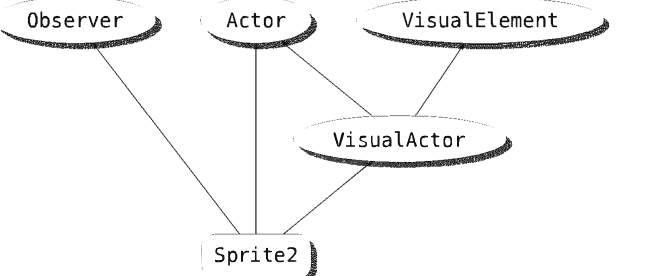 Observer
Actor
VisualElement
VisualActor
Sprite2